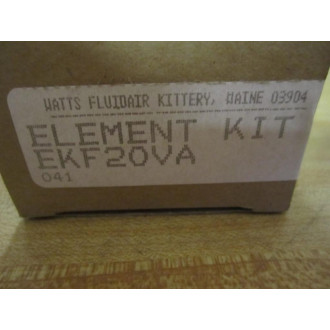 WATTS FLUIDAIR KITTERY, MAINE 03904
ELEMENT KIT
EKF20VA
041